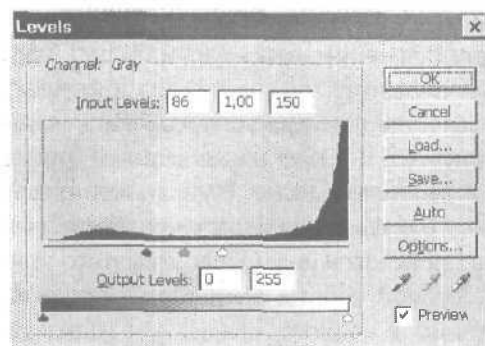 Levels
Channel: Gray
Input Levels: 86 1,00 150
Output Levels: 0 255
OK
Cancel
Load...
Save...
Auto
Options...
Preview